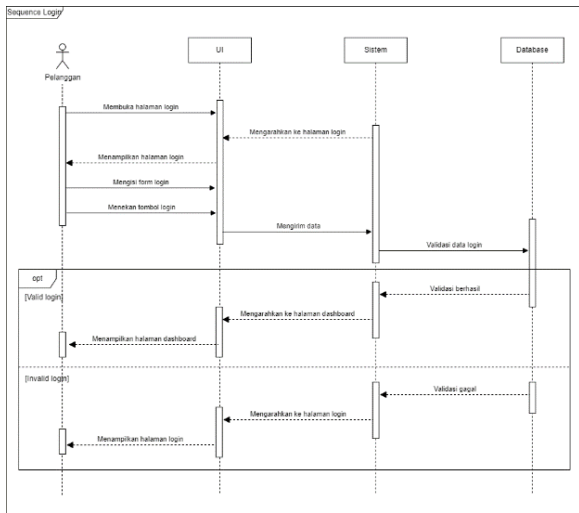 Sequence Login
UI
Sistem
Database
Pelanggan
Membuka halaman login
Mengarahkan ke halaman login
Menampilkan halaman login
Mengisi form login
Menekan tombol login
Mengirim data
Validasi data login
opt
[Valid login]
Validasi berhasil
Mengarahkan ke halaman dashboard
Menampilkan halaman dashboard
[Invalid login]
Validasi gagal
Mengarahkan ke halaman login
Menampilkan halaman login